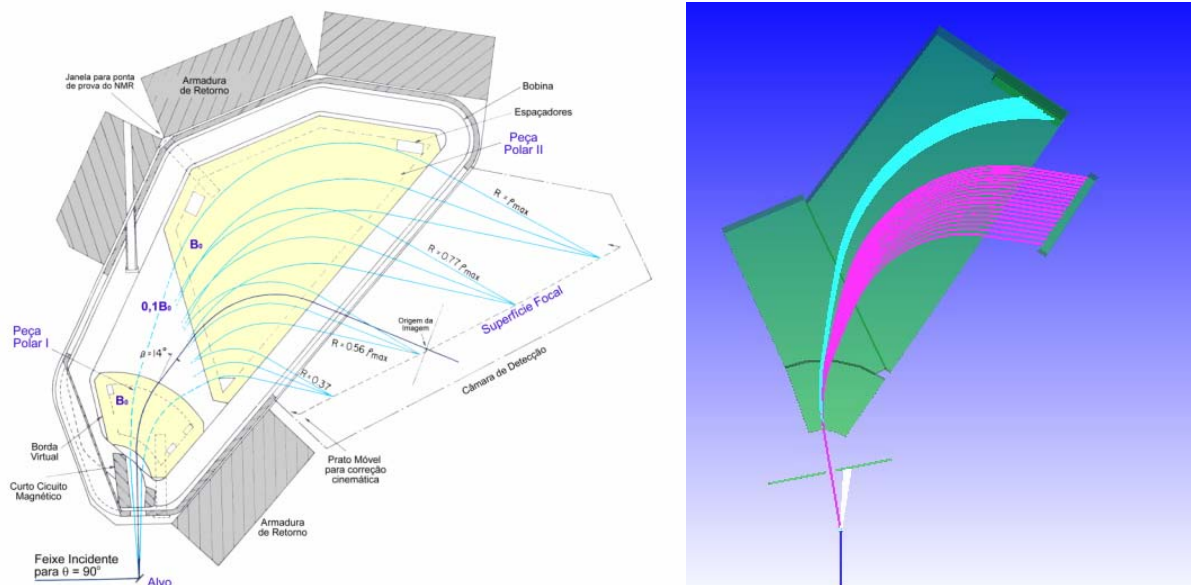 Janela para ponta
de prova do NMR
Armadura
de Retorno
Bobina
Espaçadores
Peça
Polar II
B₀
R = ρmax
R = 0.77 ρmax
0,1B₀
Superfície Focal
Origem da
Imagem
Peça
Polar I
β=14°
R = 0.56 ρmax
Câmara de Detecção
R = 0.37
B₀
Borda
Virtual
Prato Móvel
para correção
cinemática
Curto Cicuito
Magnético
Armadura
de Retorno
Feixe Incidente
para θ = 90°
Alvo